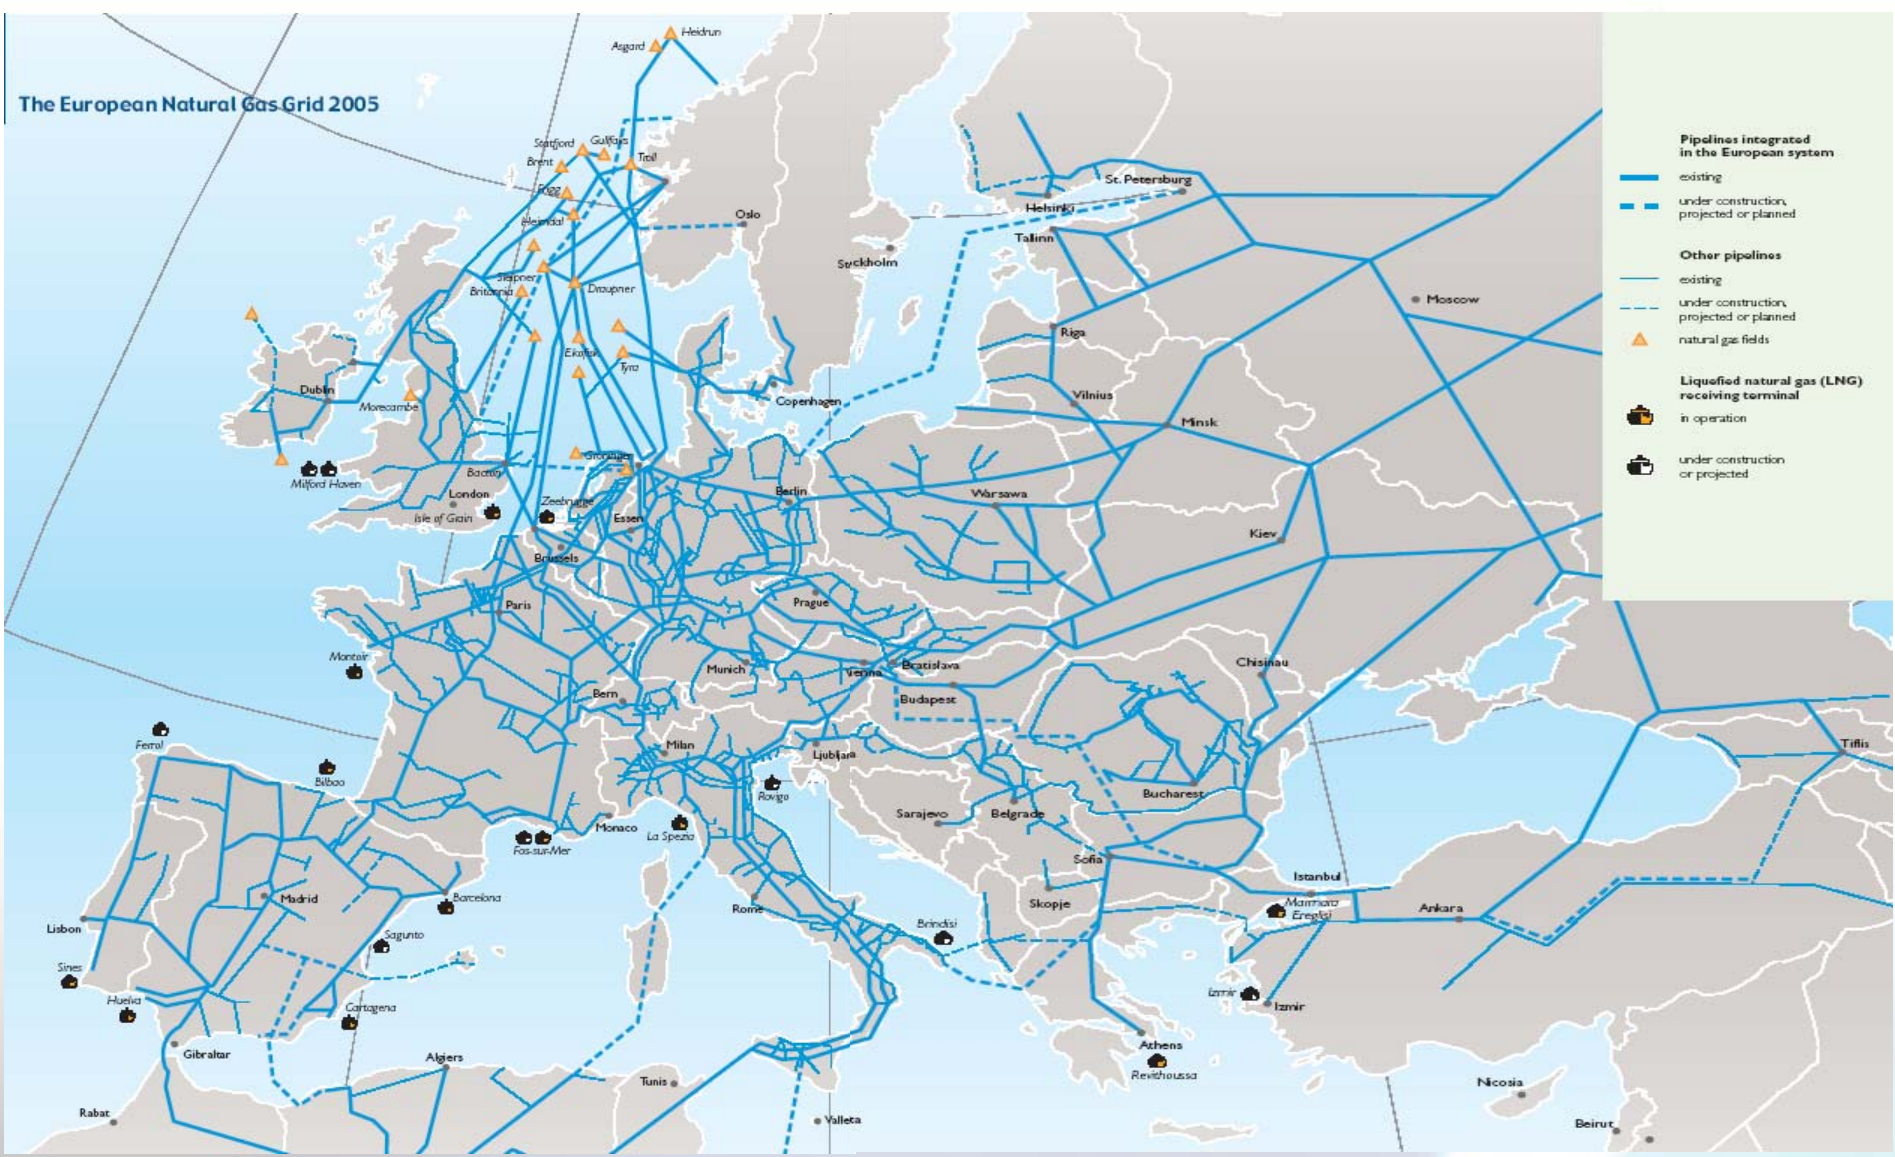 The European Natural Gas Grid 2005
Heidrun
Asgard
Statfjord
Gullfaks
Brent
Troll
Frigg
Heimdal
Oslo
Stockholm
Sleipner
Britannia
Draupner
Ekofisk
Tyra
Helsinki
St. Petersburg
Tallinn
Moscow
Riga
Vilnius
Minsk
Copenhagen
Dublin
Morecambe
Milford Haven
Bacton
London
Isle of Grain
Groningen
Zeebrugge
Essen
Brussels
Berlin
Warsawa
Kiev
Paris
Prague
Montoir
Munich
Vienna
Bratislava
Budapest
Chisinau
Bern
Milan
Ljubljana
Ferrol
Bilbao
Rovigo
Monaco
La Spezia
Fos-sur-Mer
Sarajevo
Belgrade
Bucharest
Tiflis
Sofia
Skopje
Istanbul
Marmara
Ereglisi
Ankara
Madrid
Barcelona
Lisbon
Sagunto
Sines
Huelva
Cartagena
Rome
Brindisi
Izmir
Izmir
Gibraltar
Algiers
Tunis
Rabat
Valleta
Athens
Revithoussa
Nicosia
Beirut
Pipelines integrated
in the European system
existing
under construction,
projected or planned
Other pipelines
existing
under construction,
projected or planned
natural gas fields
Liquefied natural gas (LNG)
receiving terminal
in operation
under construction
or projected